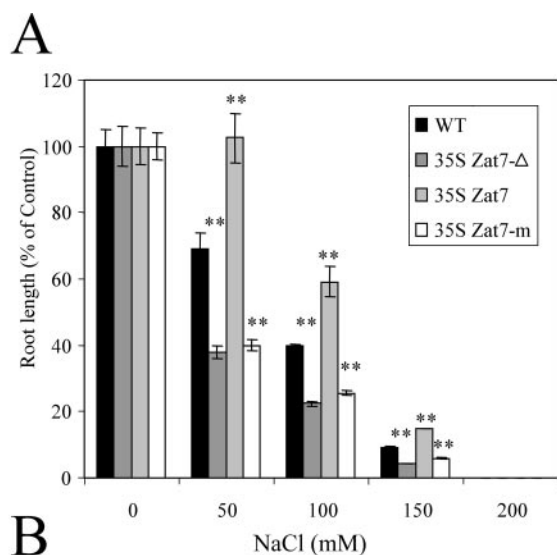 A
120
100
80
60
40
20
0
Root length (% of Control)
**
**
**
**
**
**
**
**
**
WT
35S Zat7-Δ
35S Zat7
35S Zat7-m
0 50 100 150 200
NaCl (mM)
B